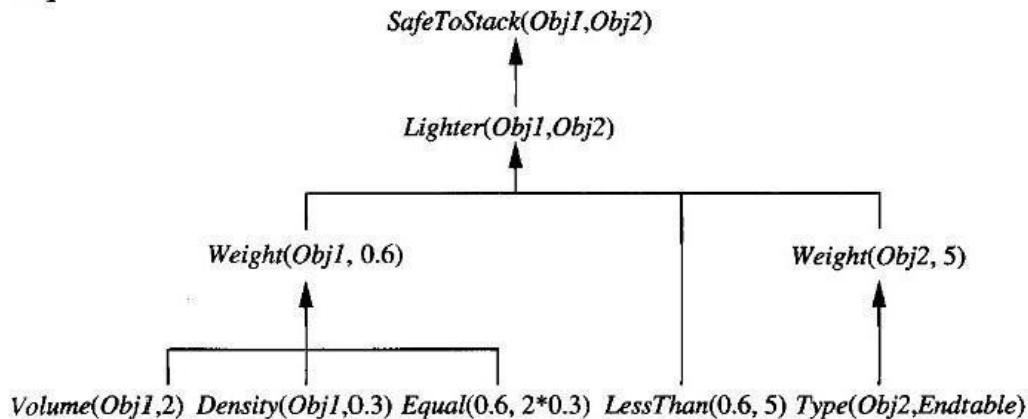 SafeToStack(Obj1,Obj2)
Lighter(Obj1,Obj2)
Weight(Obj1, 0.6) Weight(Obj2, 5)
Volume(Obj1,2) Density(Obj1,0.3) Equal(0.6, 2*0.3) LessThan(0.6, 5) Type(Obj2,Endtable)